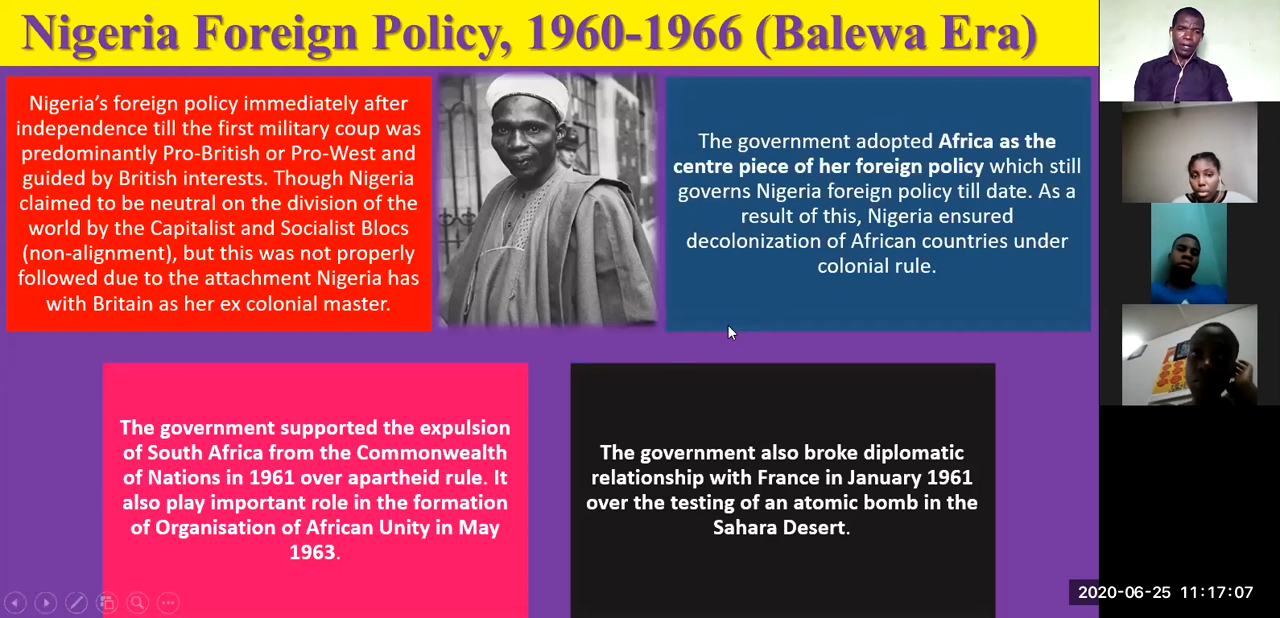 Nigeria Foreign Policy, 1960-1966 (Balewa Era)
Nigeria's foreign policy immediately after
independence till the first military coup was
predominantly Pro-British or Pro-West and
guided by British interests. Though Nigeria
claimed to be neutral on the division of the
world by the Capitalist and Socialist Blocs
(non-alignment), but this was not properly
followed due to the attachment Nigeria has
with Britain as her ex colonial master.
The government adopted Africa as the
centre piece of her foreign policy which still
governs Nigeria foreign policy till date. As a
result of this, Nigeria ensured
decolonization of African countries under
colonial rule.
The government supported the expulsion
of South Africa from the Commonwealth
of Nations in 1961 over apartheid rule. It
also play important role in the formation
of Organisation of African Unity in May
1963.
The government also broke diplomatic
relationship with France in January 1961
over the testing of an atomic bomb in the
Sahara Desert.
2020-06-25 11:17:07